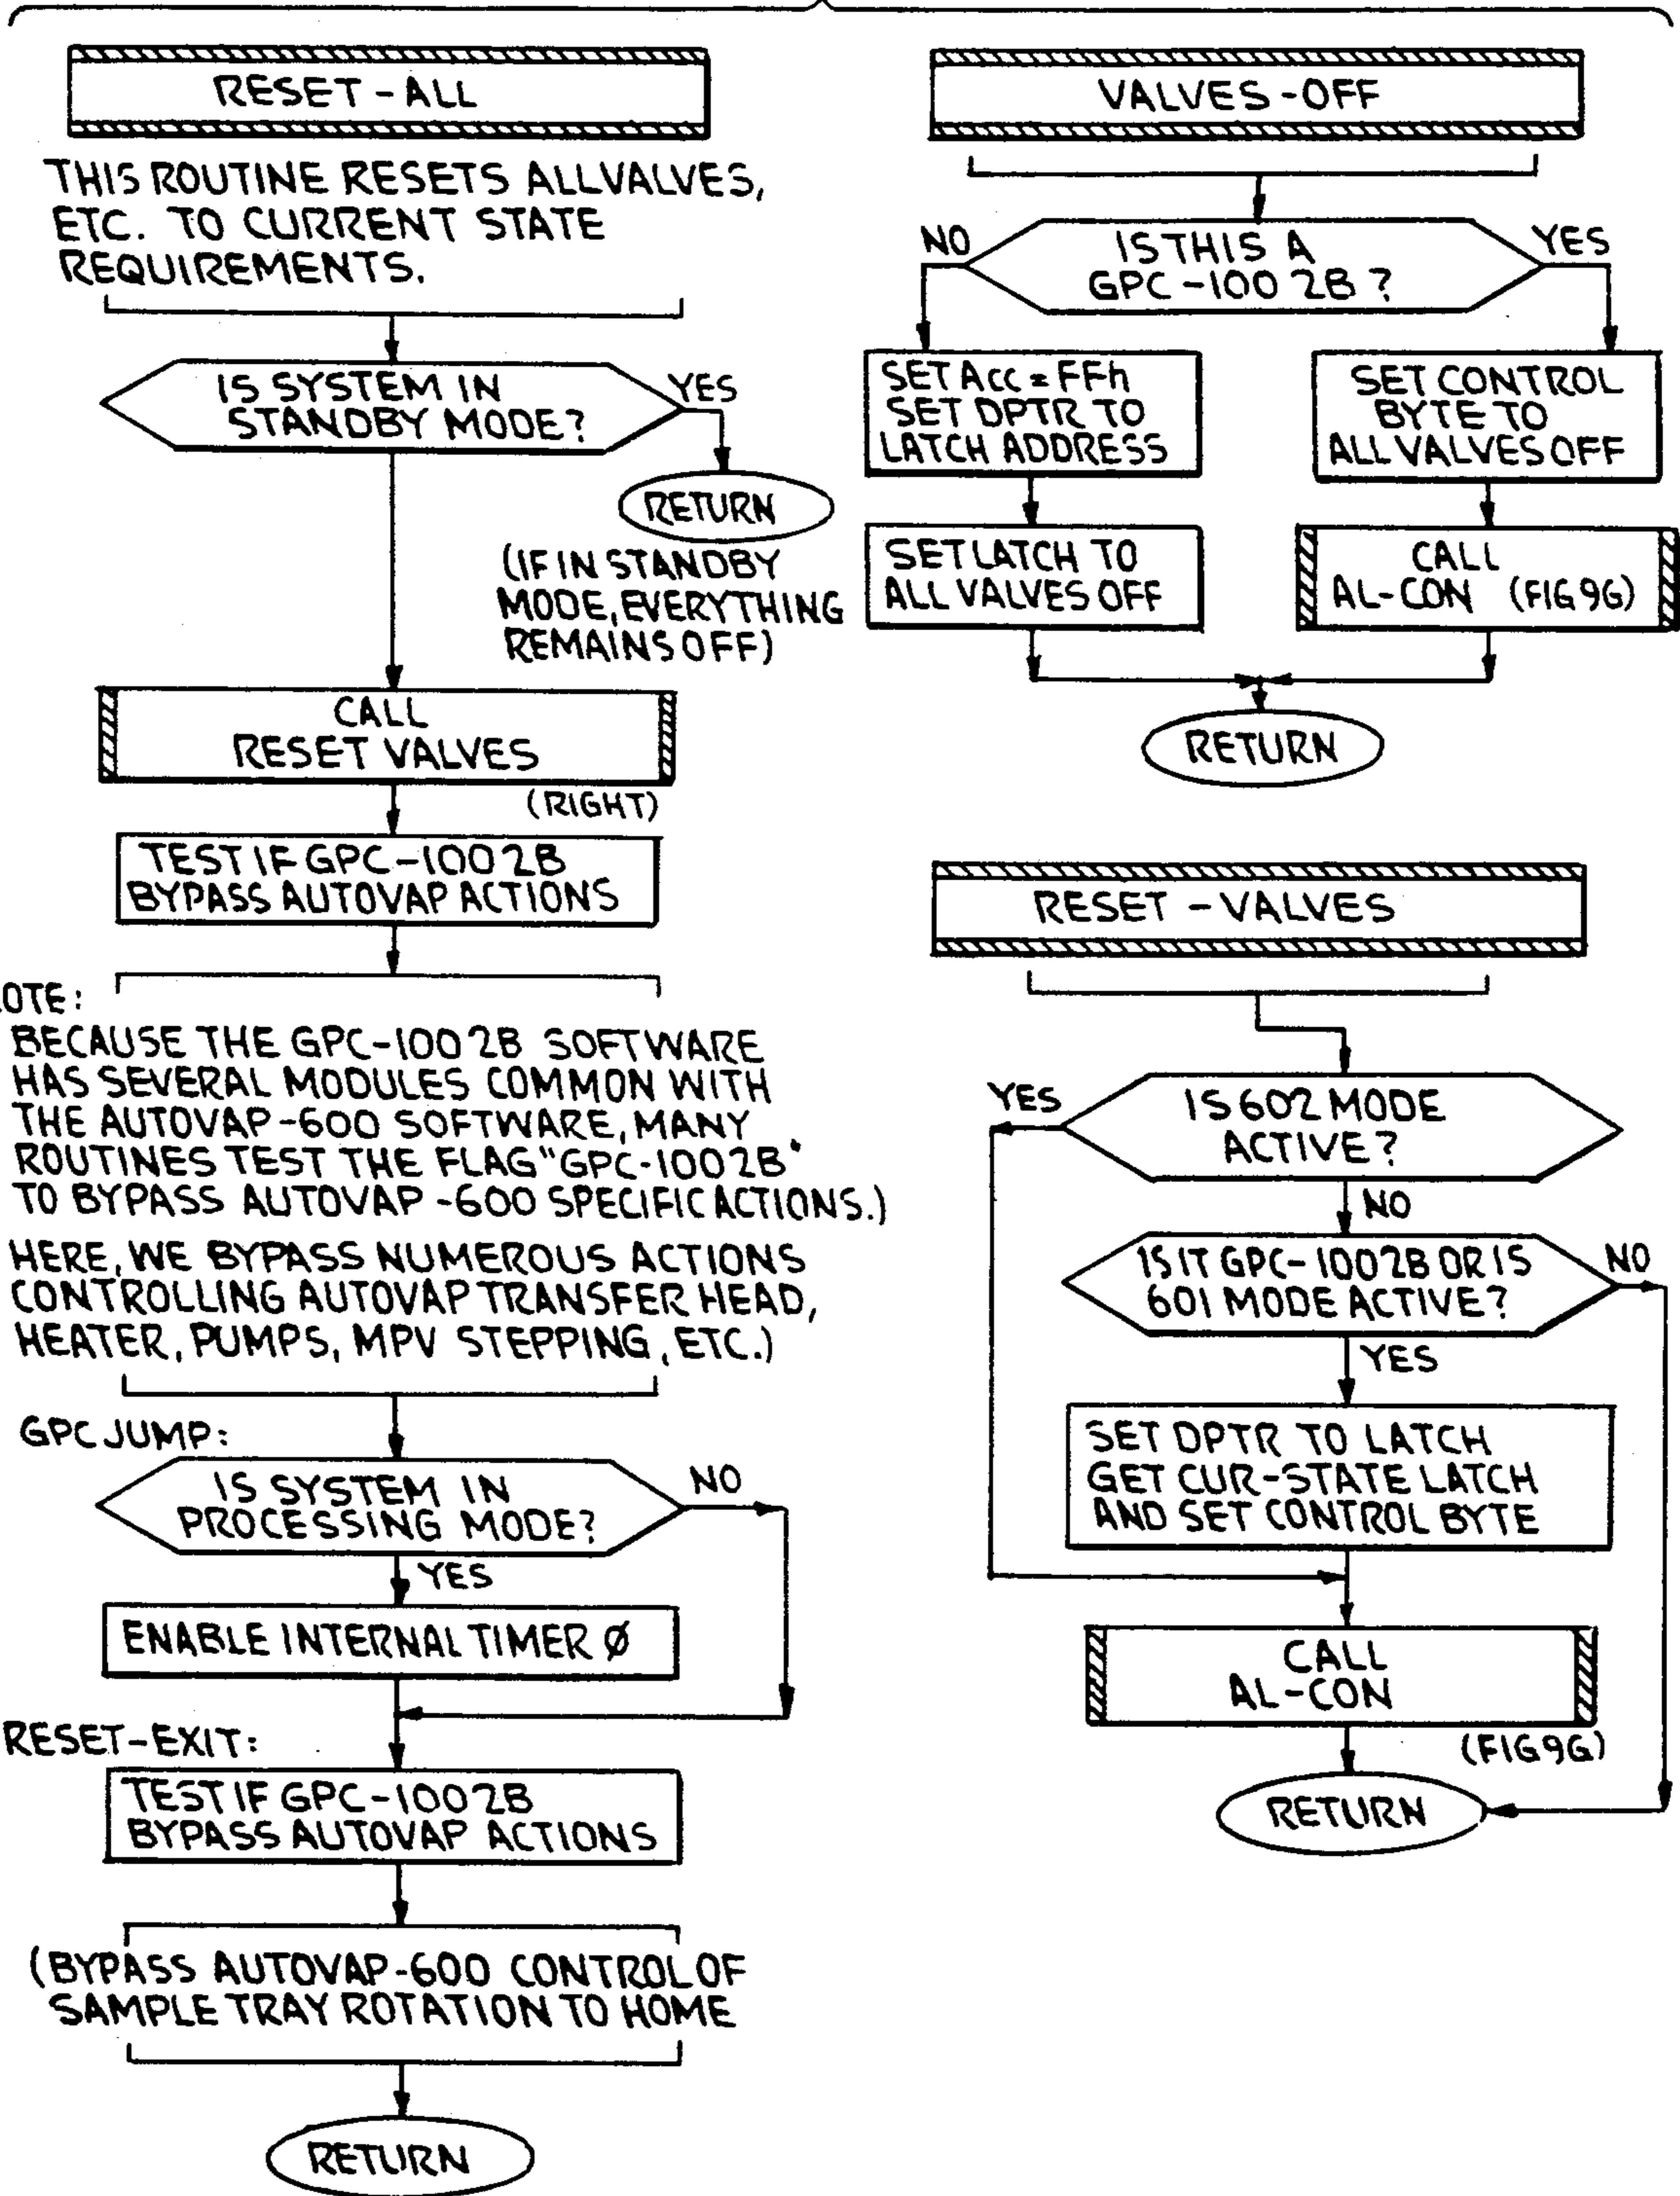 RESET-ALL
THIS ROUTINE RESETS ALL VALVES,
ETC. TO CURRENT STATE
REQUIREMENTS.
IS SYSTEM IN
STANDBY MODE?
YES
RETURN
(IF IN STANDBY
MODE, EVERYTHING
REMAINS OFF)
CALL
RESET VALVES
(RIGHT)
TEST IF GPC-1002B
BYPASS AUTOVAP ACTIONS
OTE:
BECAUSE THE GPC-1002B SOFTWARE
HAS SEVERAL MODULES COMMON WITH
THE AUTOVAP-600 SOFTWARE, MANY
ROUTINES TEST THE FLAG "GPC-1002B"
TO BYPASS AUTOVAP-600 SPECIFIC ACTIONS.)
HERE, WE BYPASS NUMEROUS ACTIONS
CONTROLLING AUTOVAP TRANSFER HEAD,
HEATER, PUMPS, MPV STEPPING, ETC.)
GPC JUMP:
IS SYSTEM IN
PROCESSING MODE?
NO
YES
ENABLE INTERNAL TIMER Ø
RESET-EXIT:
TEST IF GPC-1002B
BYPASS AUTOVAP ACTIONS
(BYPASS AUTOVAP-600 CONTROL OF
SAMPLE TRAY ROTATION TO HOME
RETURN
VALVES-OFF
NO
IS THIS A
GPC-1002B?
YES
SET Acc = FFh
SET DPTR TO
LATCH ADDRESS
SET LATCH TO
ALL VALVES OFF
SET CONTROL
BYTE TO
ALL VALVES OFF
CALL
AL-CON (FIG 9G)
RETURN
RESET-VALVES
YES
IS 602 MODE
ACTIVE?
NO
IS IT GPC-1002B OR IS
601 MODE ACTIVE?
NO
YES
SET DPTR TO LATCH
GET CUR-STATE LATCH
AND SET CONTROL BYTE
CALL
AL-CON
(FIG 9G)
RETURN